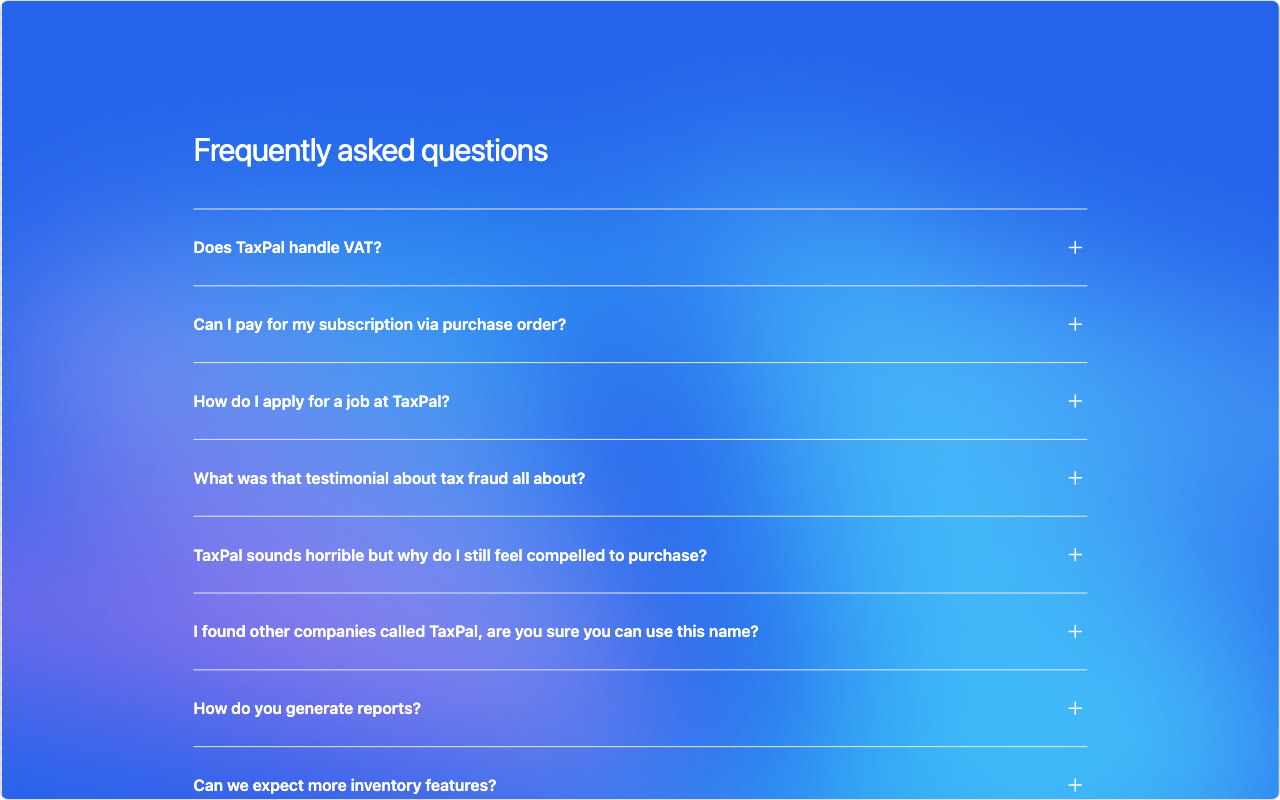 Frequently asked questions
Does TaxPal handle VAT?
Can I pay for my subscription via purchase order?
How do I apply for a job at TaxPal?
What was that testimonial about tax fraud all about?
TaxPal sounds horrible but why do I still feel compelled to purchase?
I found other companies called TaxPal, are you sure you can use this name?
How do you generate reports?
Can we expect more inventory features?